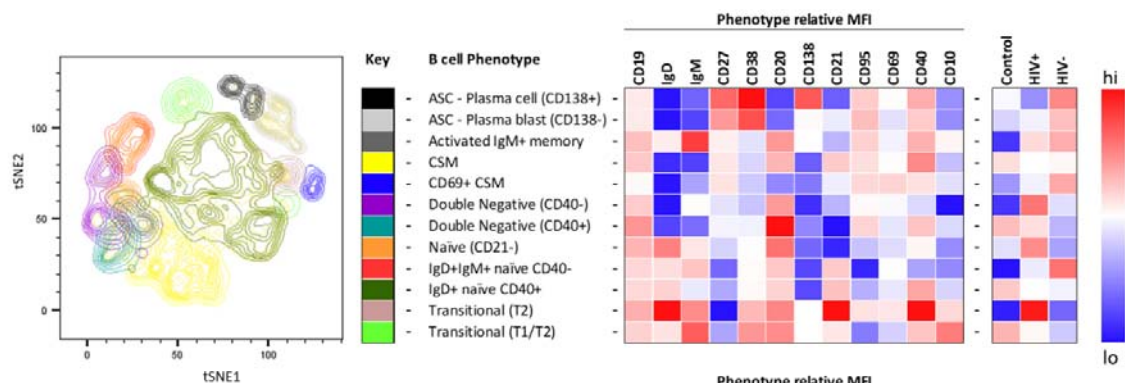 Phenotype relative MFI
Key B cell Phenotype
CD19 IgD IgM CD27 CD38 CD20 CD138 CD21 CD95 CD69 CD40 CD10
Control HIV+ HIV-
- ASC - Plasma cell (CD138+) - hi
- ASC - Plasma blast (CD138-) -
- Activated IgM+ memory -
- CSM -
- CD69+ CSM -
- Double Negative (CD40-) -
- Double Negative (CD40+) -
- Naïve (CD21-) -
- IgD+IgM+ naïve CD40- -
- IgD+ naïve CD40+ -
- Transitional (T2) -
- Transitional (T1/T2) -
lo
tSNE2
100
50
0
0 50 100
tSNE1
Phenotype relative MFI